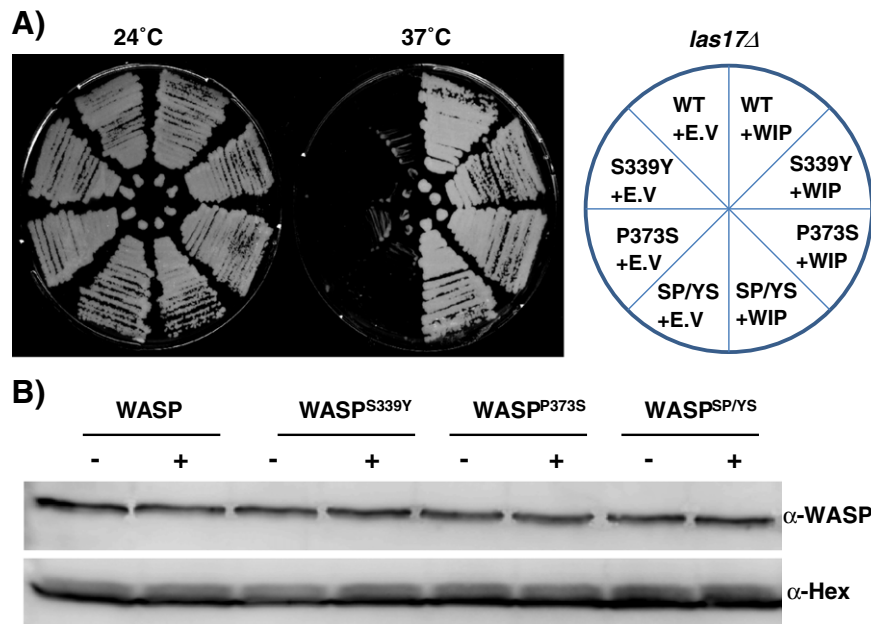 A)
24˚C
37˚C
las17Δ
WT
+E.V
WT
+WIP
S339Y
+E.V
S339Y
+WIP
P373S
+E.V
P373S
+WIP
SP/YS
+E.V
SP/YS
+WIP
B)
WASP
WASPS339Y
WASPP373S
WASPSP/YS
- + - + - + - +
α-WASP
α-Hex